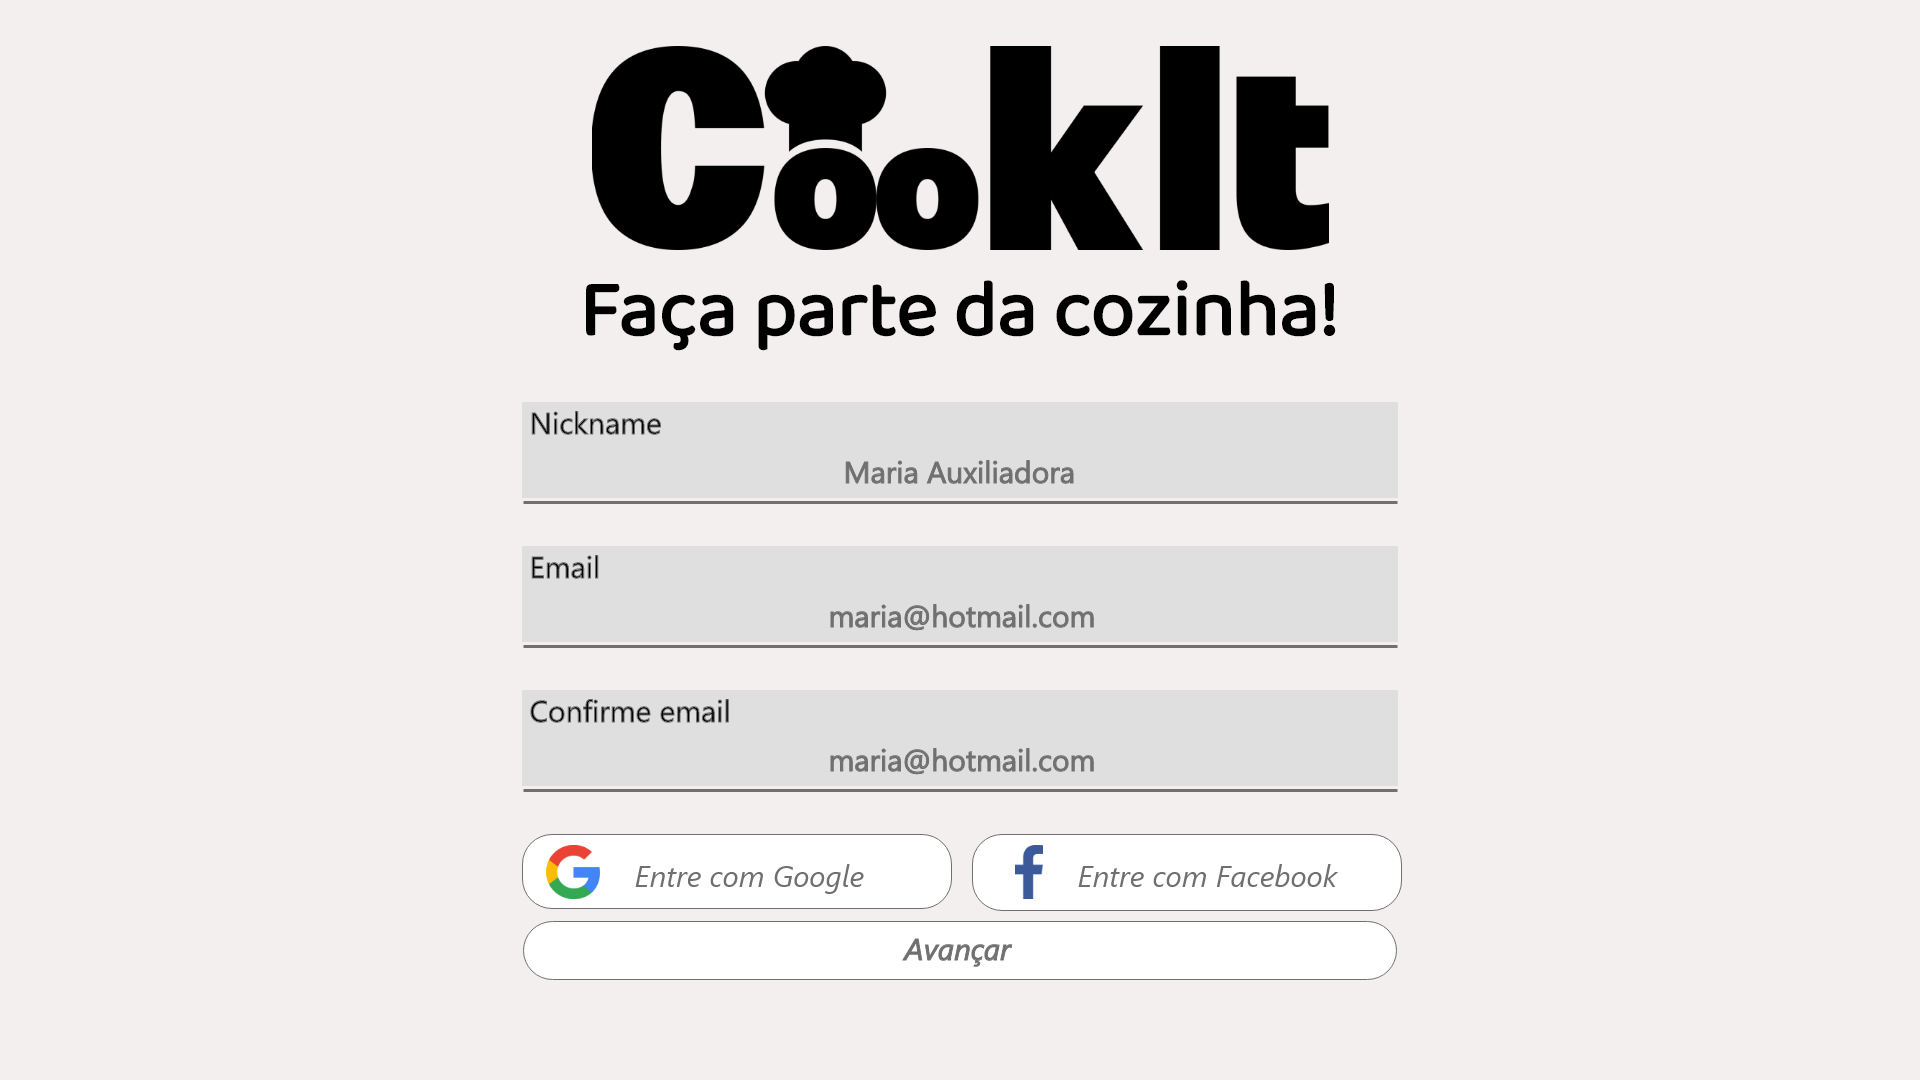 CookIt
Faça parte da cozinha!
Nickname
Maria Auxiliadora
Email
maria@hotmail.com
Confirme email
maria@hotmail.com
Entre com Google
Entre com Facebook
Avançar